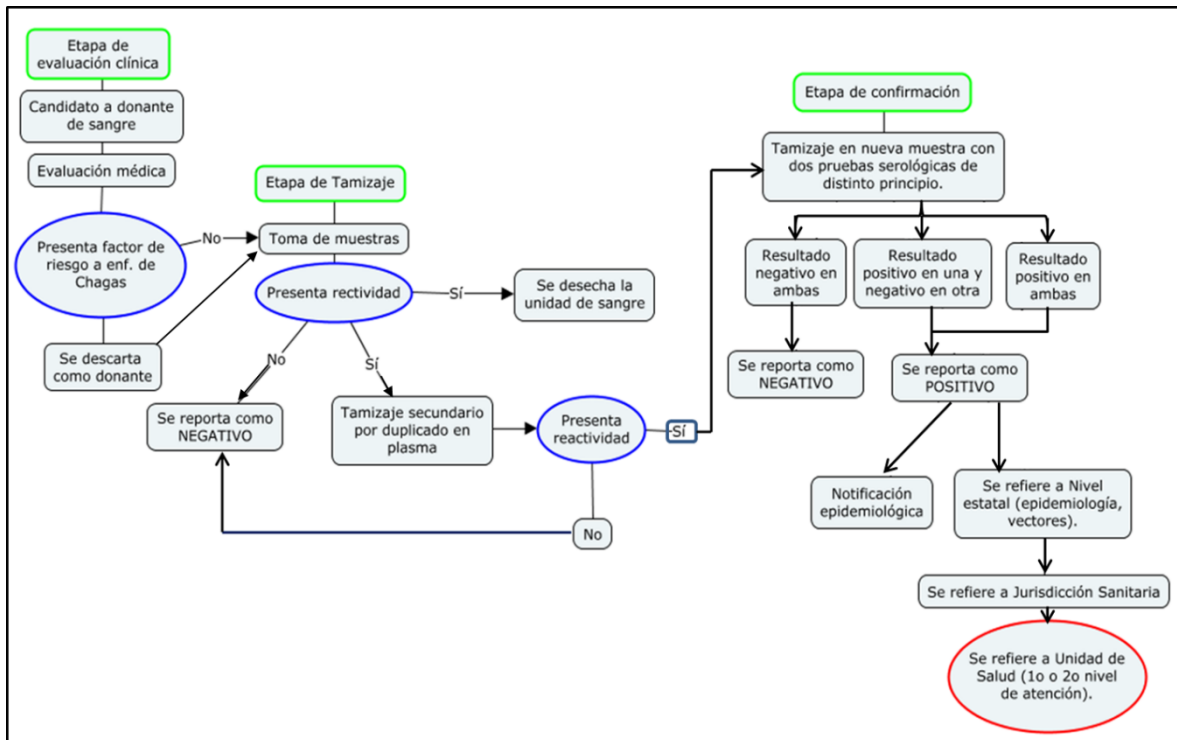 Etapa de
evaluación clínica
Candidato a donante
de sangre
Evaluación médica
Presenta factor de
riesgo a enf. de
Chagas
No
Se descarta
como donante
Etapa de Tamizaje
Toma de muestras
Presenta rectividad
Sí
Se desecha la
unidad de sangre
No
Sí
Se reporta como
NEGATIVO
Tamizaje secundario
por duplicado en
plasma
Presenta
reactividad
Sí
No
Etapa de confirmación
Tamizaje en nueva muestra con
dos pruebas serológicas de
distinto principio.
Resultado
negativo en
ambas
Resultado
positivo en una y
negativo en otra
Resultado
positivo en
ambas
Se reporta como
NEGATIVO
Se reporta como
POSITIVO
Notificación
epidemiológica
Se refiere a Nivel
estatal (epidemiología,
vectores).
Se refiere a Jurisdicción Sanitaria
Se refiere a Unidad de
Salud (1o o 2o nivel
de atención).